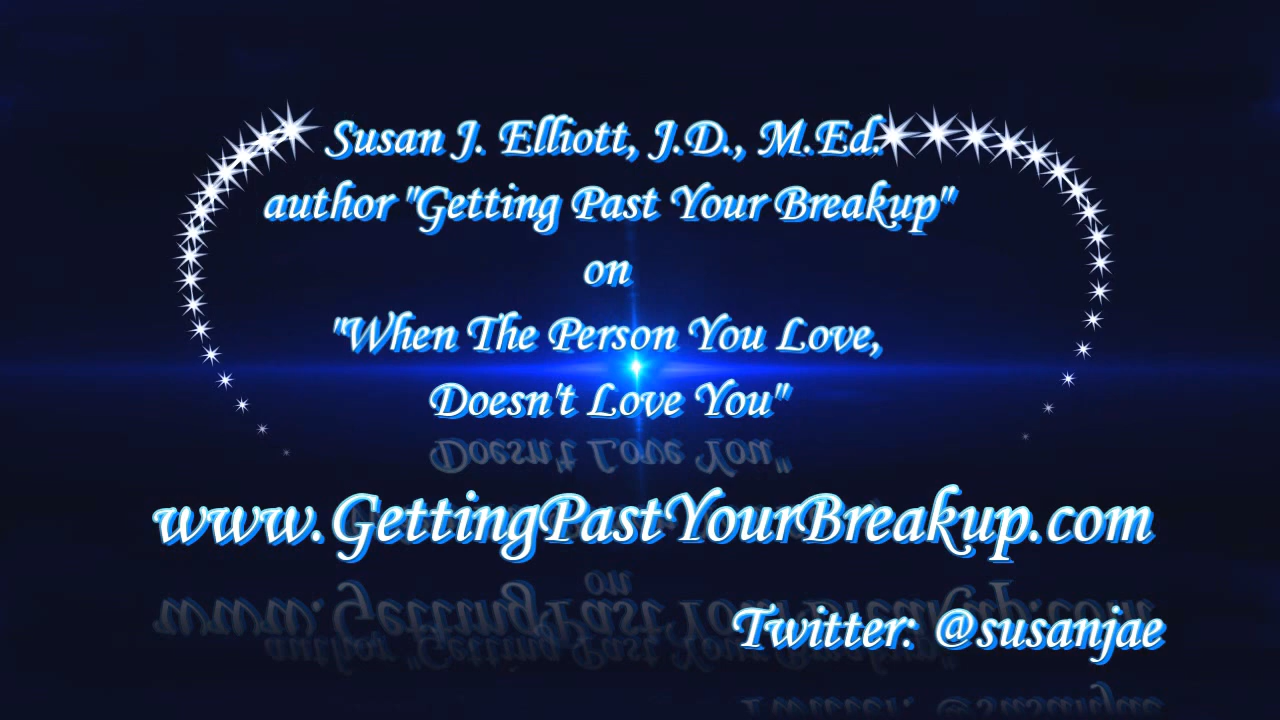 Susan J. Elliott, J.D., M.Ed.
author "Getting Past Your Breakup"
on
"When The Person You Love,
Doesn't Love You"
www.GettingPastYourBreakup.com
Twitter: @susanjae